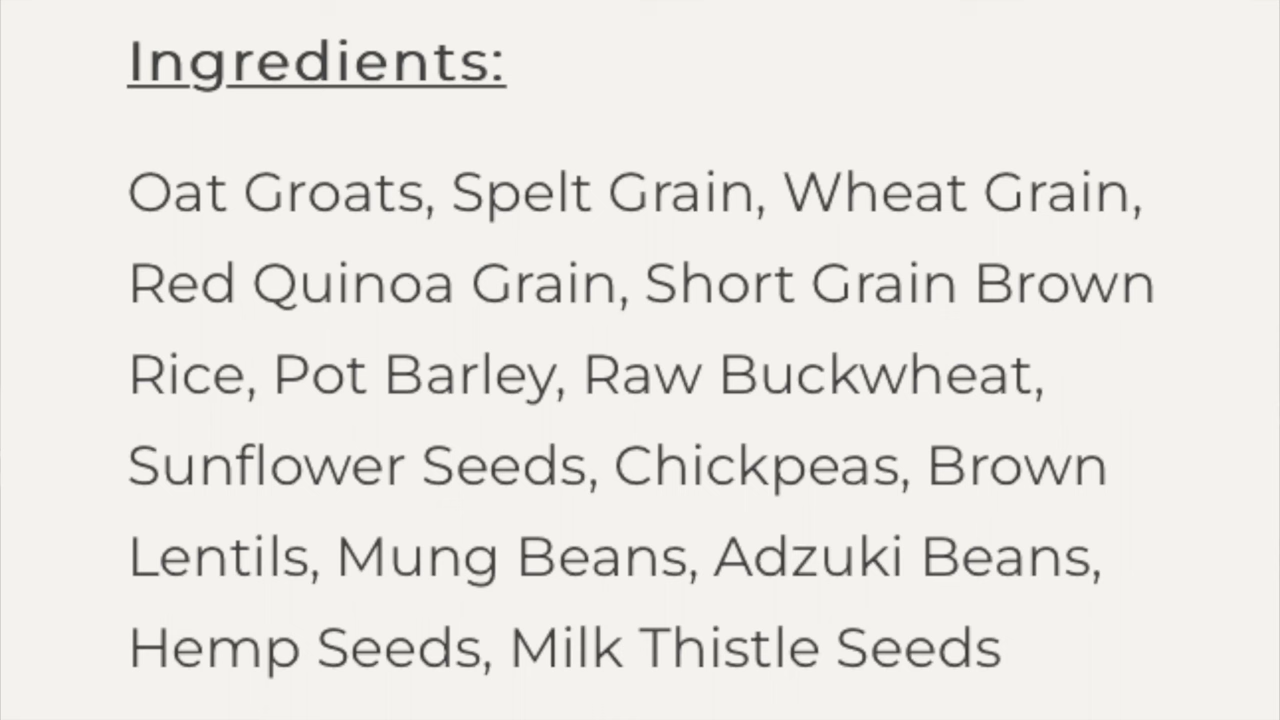 Ingredients:
Oat Groats, Spelt Grain, Wheat Grain,
Red Quinoa Grain, Short Grain Brown
Rice, Pot Barley, Raw Buckwheat,
Sunflower Seeds, Chickpeas, Brown
Lentils, Mung Beans, Adzuki Beans,
Hemp Seeds, Milk Thistle Seeds